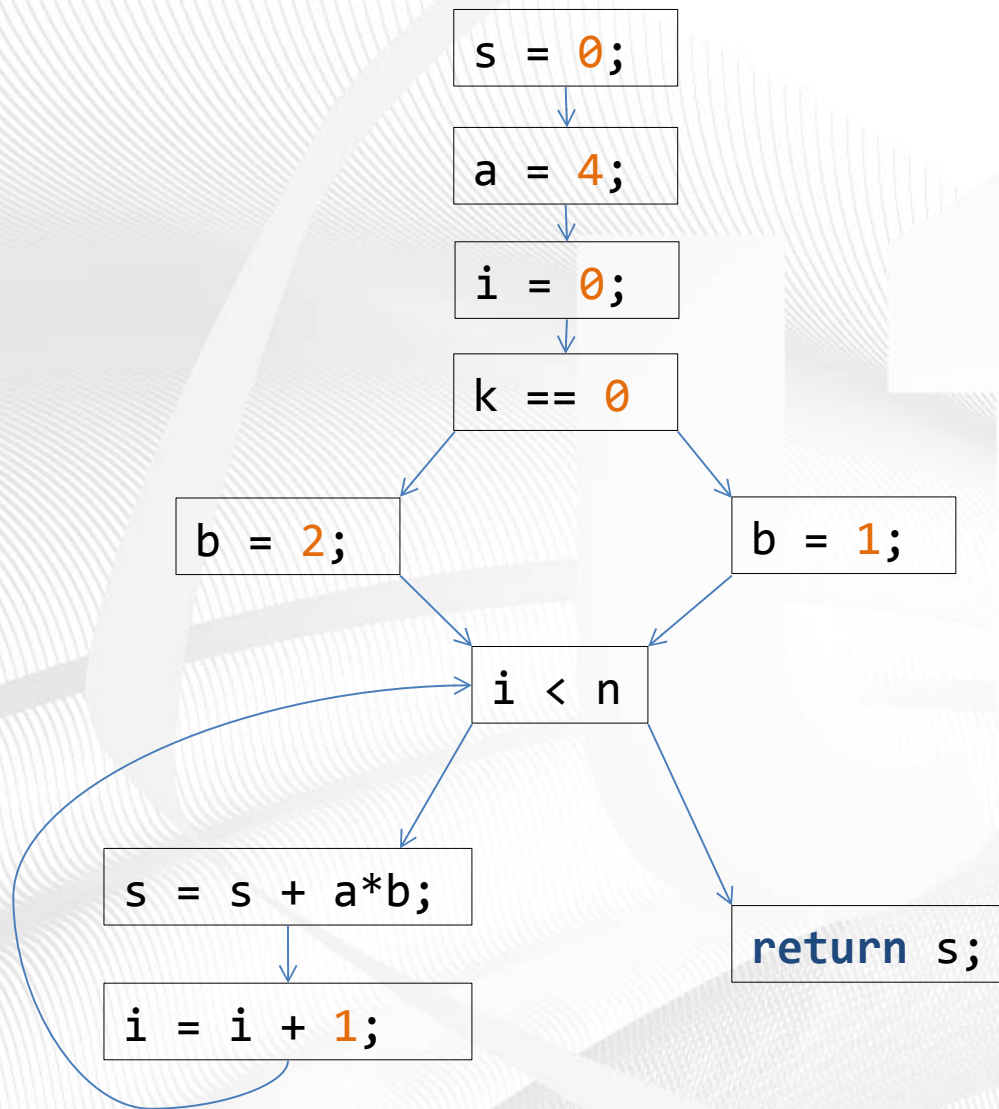 s = 0;
a = 4;
i = 0;
k == 0
b = 2;
b = 1;
i < n
s = s + a*b;
return s;
i = i + 1;